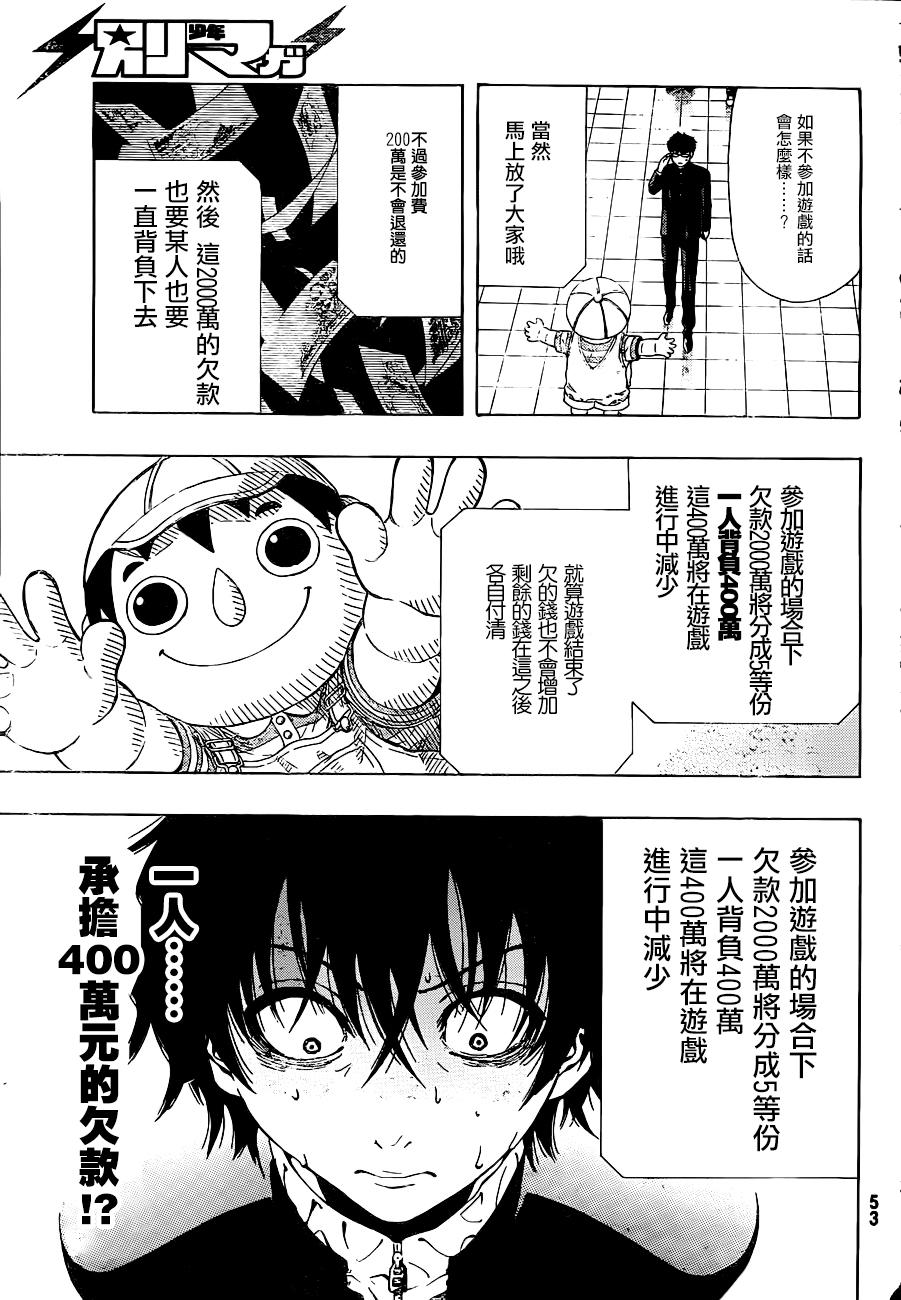 別
少年
マガ
如果不參加遊戲的話
會怎麼樣……?
當然
馬上放了大家哦
不過參加費
200萬是不會退還的
然後 這2000萬的欠款
也要某人也要
一直背負下去
參加遊戲的場合下
欠款2000萬將分成5等份
一人背負400萬
這400萬將在遊戲
進行中減少
就算遊戲結束了
欠的錢也不會增加
剩餘的錢在這之後
各自付清
參加遊戲的場合下
欠款2000萬將分成5等份
一人背負400萬
這400萬將在遊戲
進行中減少
一人……
承擔400萬元的欠款!?
53